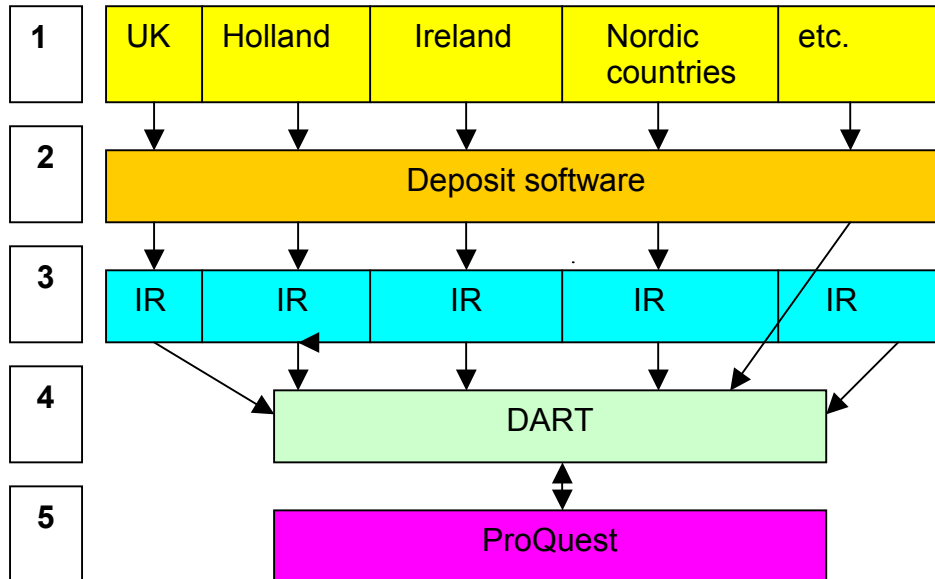 1
UK
Holland
Ireland
Nordic
countries
etc.
2
Deposit software
3
IR
IR
IR
IR
IR
4
DART
5
ProQuest